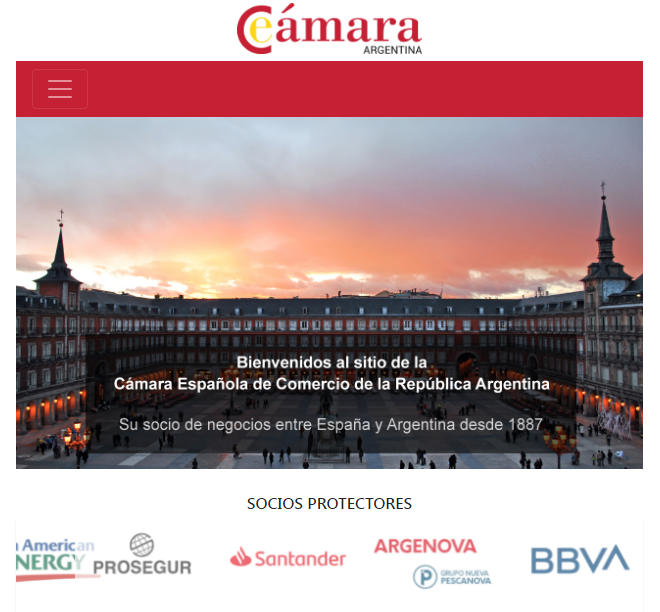 Cámara
ARGENTINA
Bienvenidos al sitio de la
Cámara Española de Comercio de la República Argentina
Su socio de negocios entre España y Argentina desde 1887
SOCIOS PROTECTORES
American
NERGY
PROSEGUR
Santander
ARGENOVA
GRUPO NUEVA
PESCANOVA
BBVA